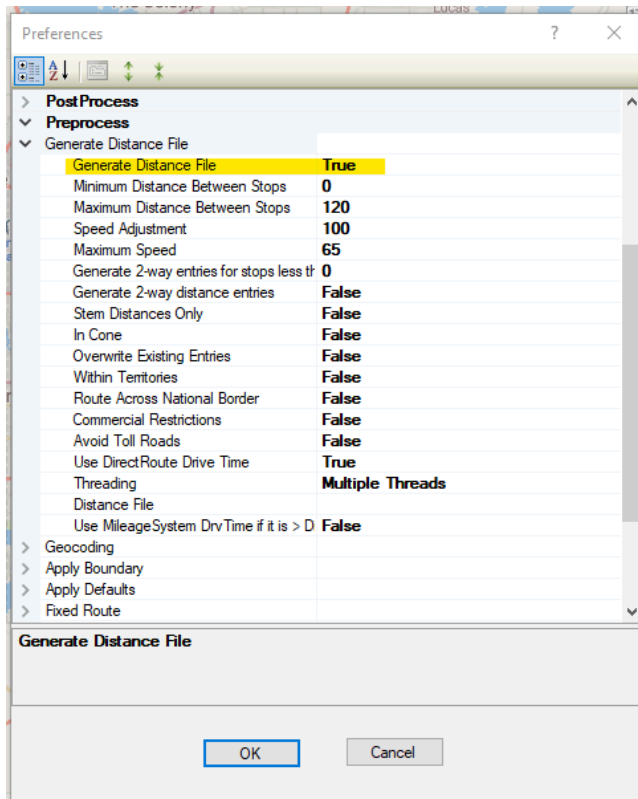 Lucas
Preferences ?
PostProcess
Preprocess
Generate Distance File
Generate Distance File True
Minimum Distance Between Stops 0
Maximum Distance Between Stops 120
Speed Adjustment 100
Maximum Speed 65
Generate 2-way entries for stops less th 0
Generate 2-way distance entries False
Stem Distances Only False
In Cone False
Overwrite Existing Entries False
Within Territories False
Route Across National Border False
Commercial Restrictions False
Avoid Toll Roads False
Use DirectRoute Drive Time True
Threading Multiple Threads
Distance File
Use MileageSystem DrvTime if it is > D False
Geocoding
Apply Boundary
Apply Defaults
Fixed Route
Generate Distance File
OK Cancel